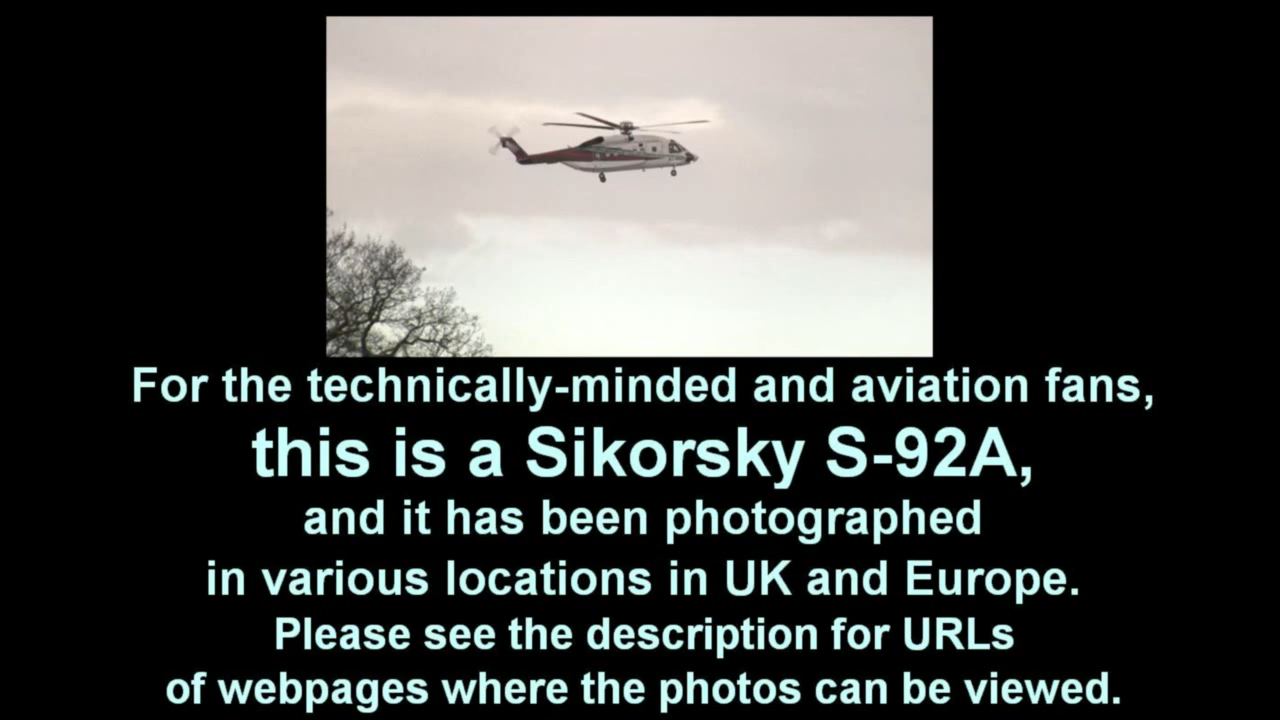 For the technically-minded and aviation fans,
this is a Sikorsky S-92A,
and it has been photographed
in various locations in UK and Europe.
Please see the description for URLs
of webpages where the photos can be viewed.